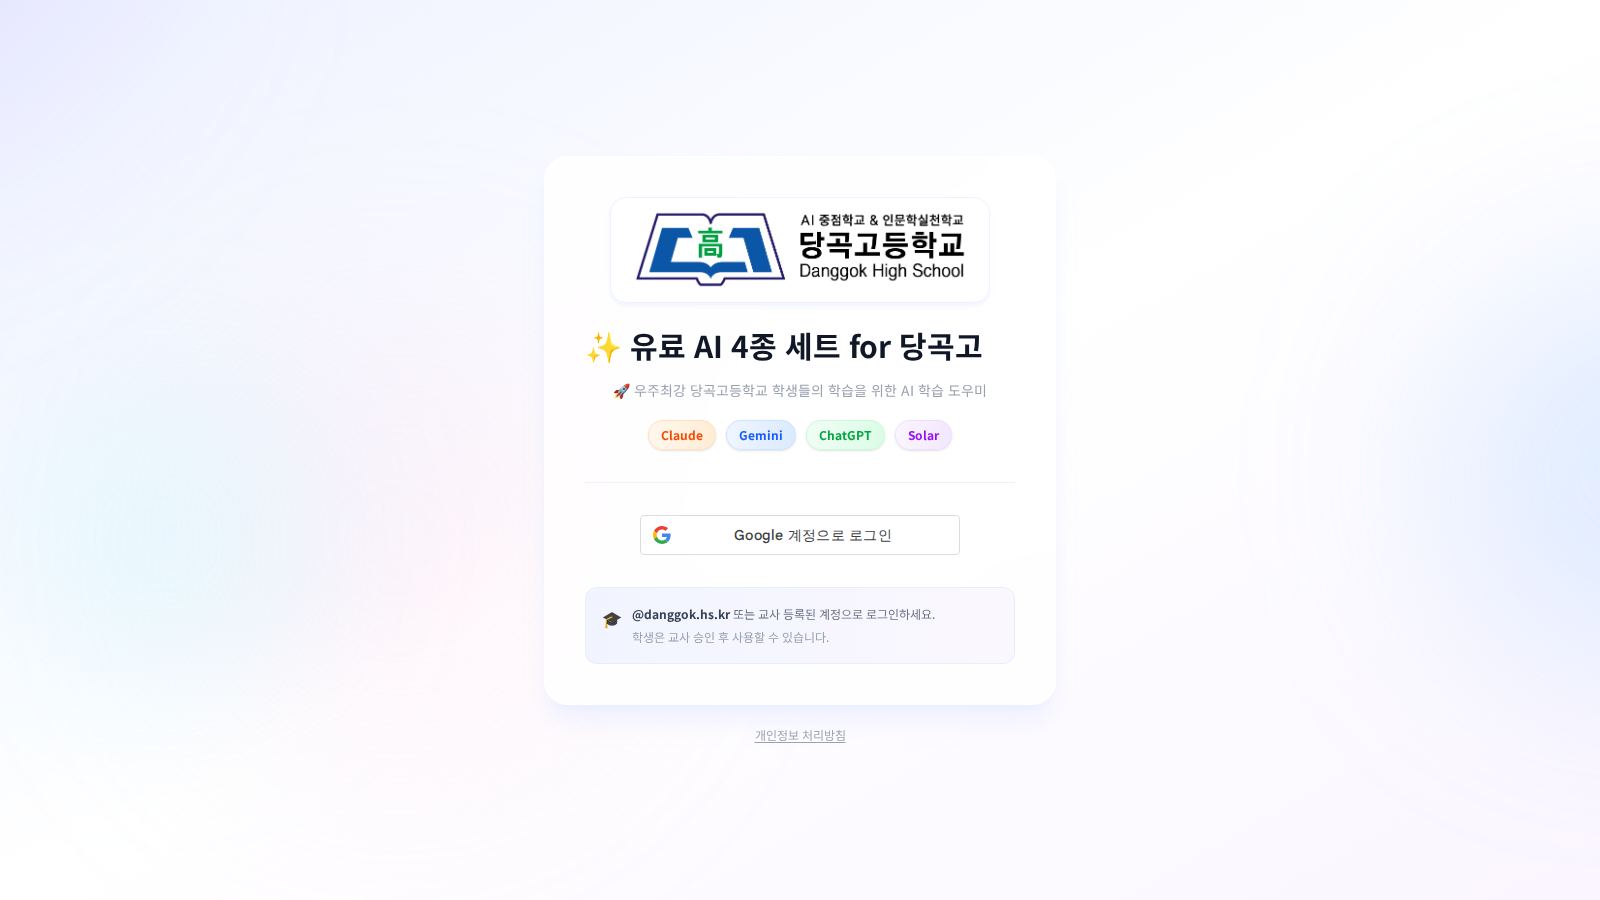 高
AI 중점학교 & 인문학실천학교
당곡고등학교
Danggok High School
✨ 유료 AI 4종 세트 for 당곡고
🚀 우주최강 당곡고등학교 학생들의 학습을 위한 AI 학습 도우미
Claude Gemini ChatGPT Solar
Google 계정으로 로그인
🎓 @danggok.hs.kr 또는 교사 등록된 계정으로 로그인하세요.
학생은 교사 승인 후 사용할 수 있습니다.
개인정보 처리방침